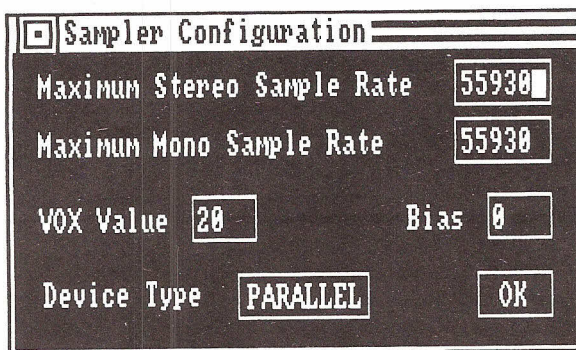 Sampler Configuration
Maximum Stereo Sample Rate 55930
Maximum Mono Sample Rate 55930
VOX Value 20 Bias 0
Device Type PARALLEL OK